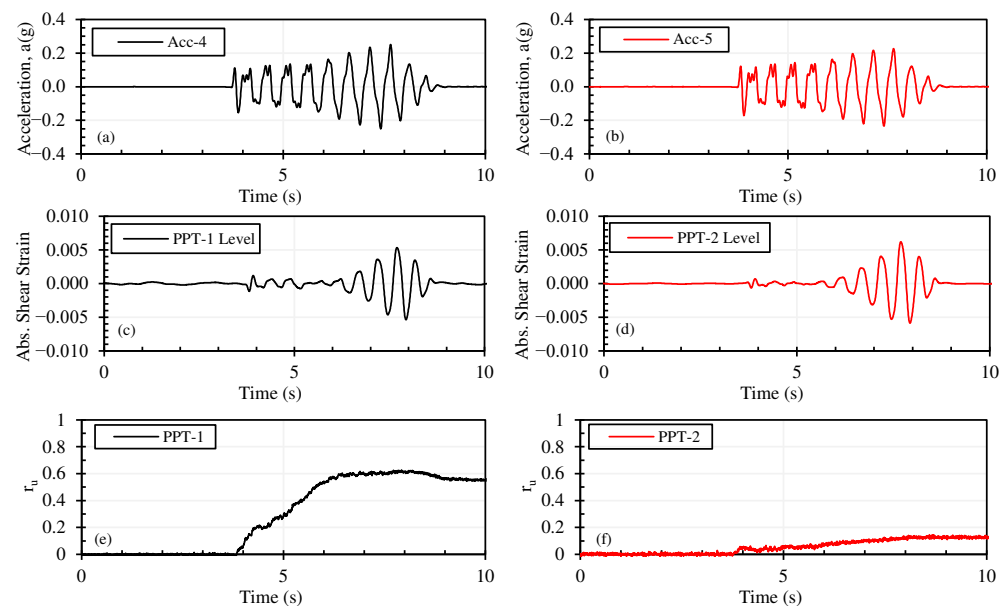 Acceleration, a(g)
0.4
0.2
0.0
−0.2
−0.4
Acc-4
(a)
0 5 10
Time (s)
Acceleration, a(g)
0.4
0.2
0.0
−0.2
−0.4
Acc-5
(b)
0 5 10
Time (s)
Abs. Shear Strain
0.010
0.005
0.000
−0.005
−0.010
PPT-1 Level
(c)
0 5 10
Time (s)
Abs. Shear Strain
0.010
0.005
0.000
−0.005
−0.010
PPT-2 Level
(d)
0 5 10
Time (s)
r_u
1
0.8
0.6
0.4
0.2
0
PPT-1
(e)
0 5 10
Time (s)
r_u
1
0.8
0.6
0.4
0.2
0
PPT-2
(f)
0 5 10
Time (s)